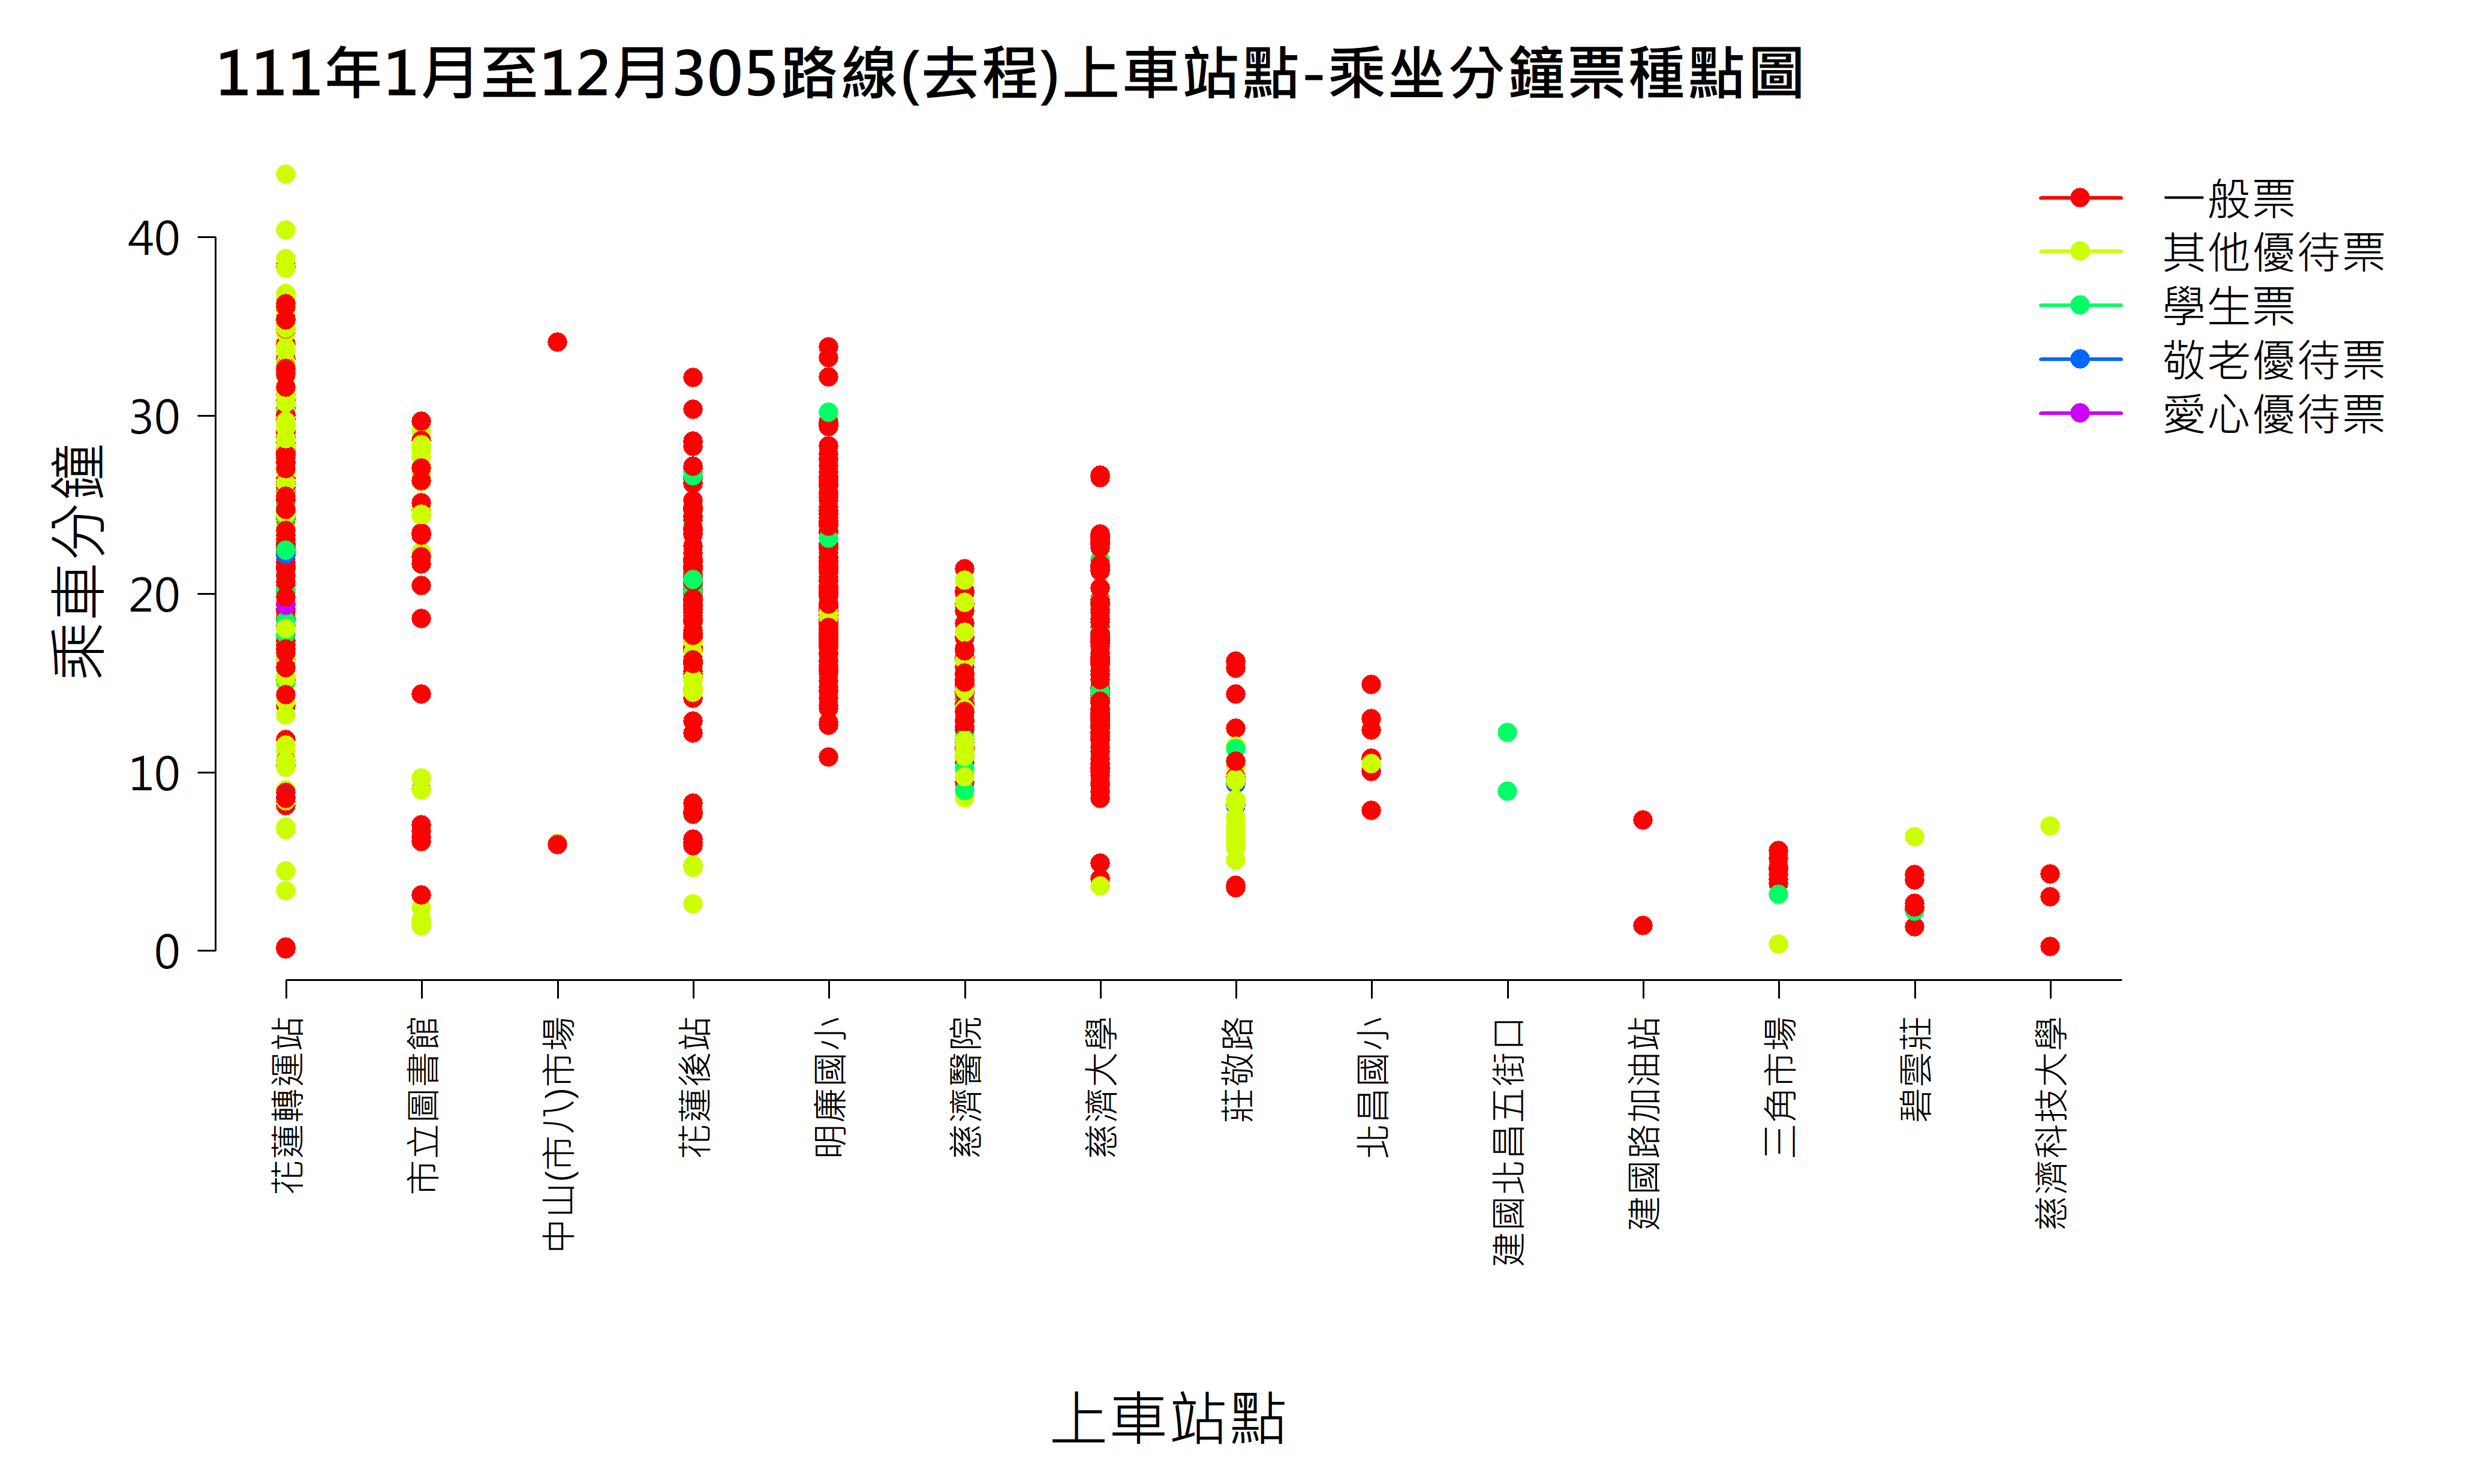 111年1月至12月305路線(去程)上車站點-乘坐分鐘票種點圖
一般票
其他優待票
學生票
敬老優待票
愛心優待票
乘車分鐘
40
30
20
10
0
花蓮轉運站
市立圖書館
中山(市八)市場
花蓮後站
明廉國小
慈濟醫院
慈濟大學
莊敬路
北昌國小
建國北昌五街口
建國路加油站
三角市場
碧雲莊
慈濟科技大學
上車站點